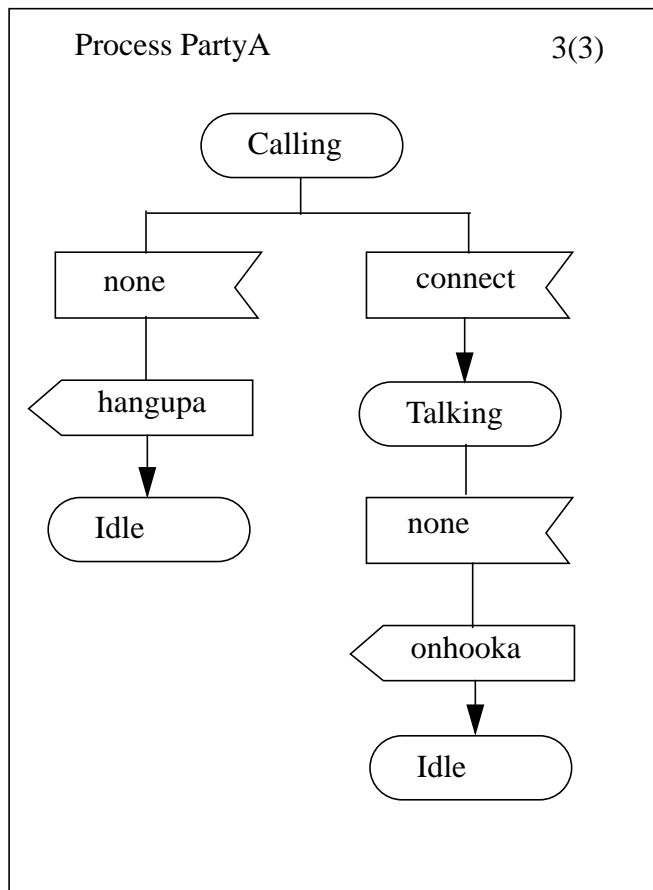 Process PartyA
3(3)
Calling
none
connect
hangupa
Talking
Idle
none
onhooka
Idle